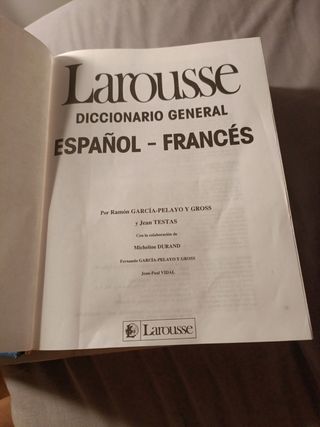 Larousse
DICCIONARIO GENERAL
ESPAÑOL - FRANCÉS
Por Ramón GARCÍA-PELAYO Y GROSS
y Jean TESTAS
Con la colaboración de
Micheline DURAND
Fernando GARCÍA-PELAYO Y GROSS
Jean-Paul VIDAL
Larousse